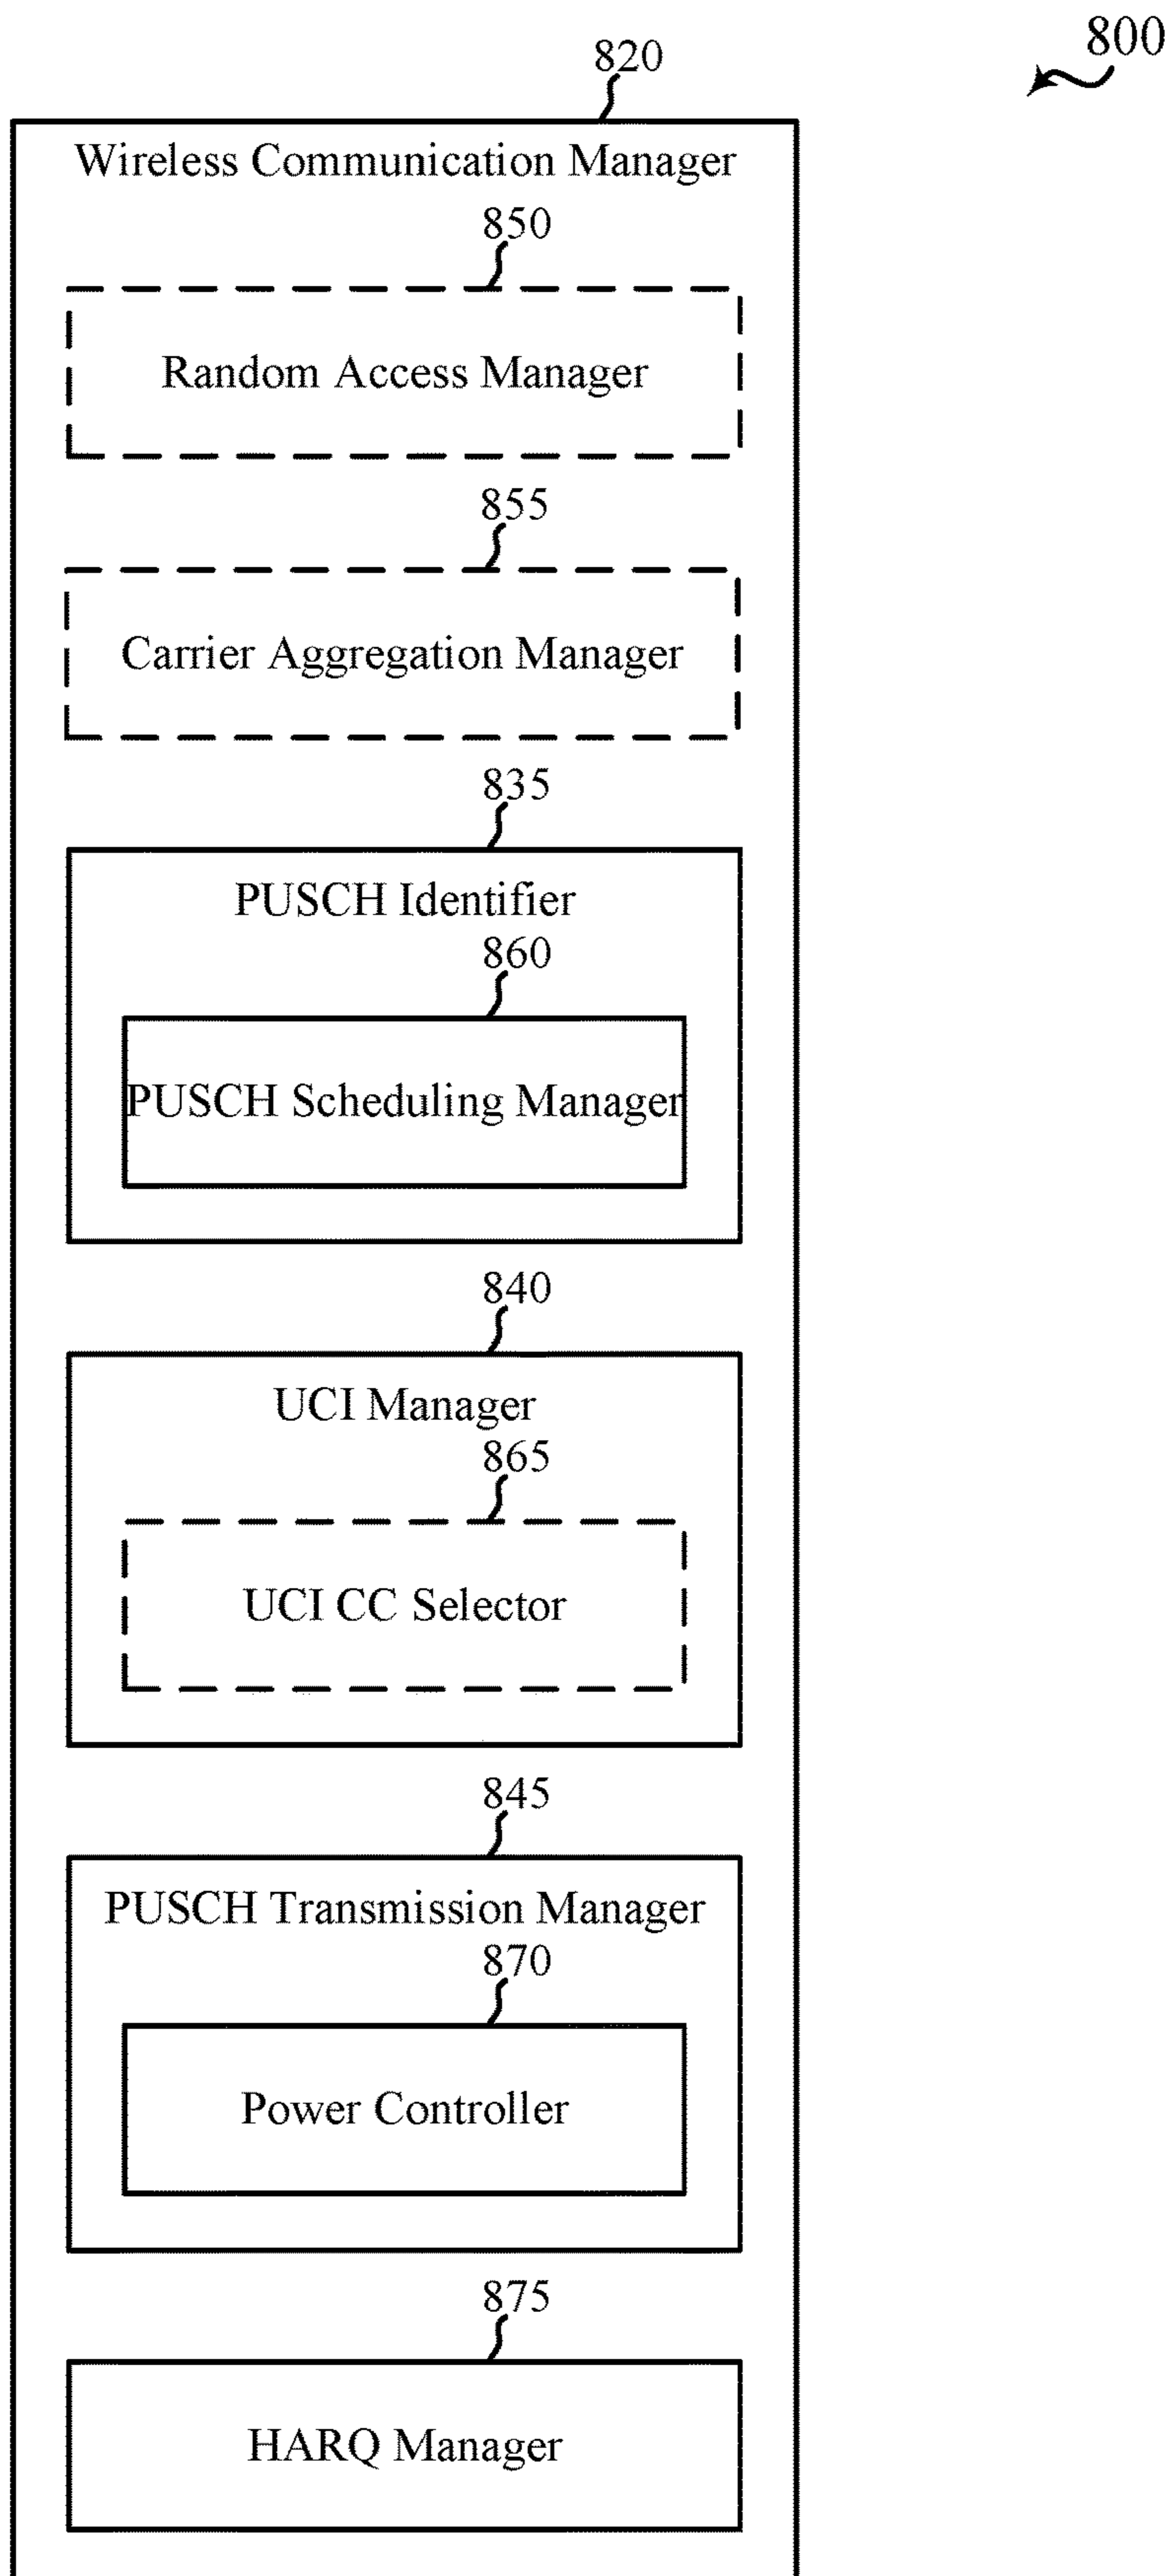 800
820
Wireless Communication Manager
850
Random Access Manager
855
Carrier Aggregation Manager
835
PUSCH Identifier
860
PUSCH Scheduling Manager
840
UCI Manager
865
UCI CC Selector
845
PUSCH Transmission Manager
870
Power Controller
875
HARQ Manager